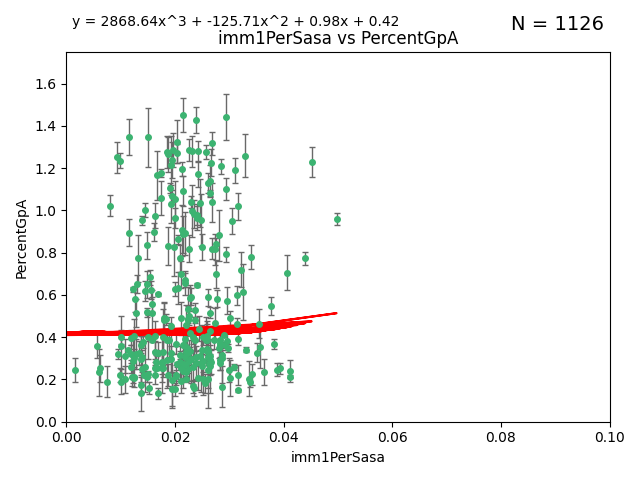 y = 2868.64x^3 + -125.71x^2 + 0.98x + 0.42
N = 1126
imm1PerSasa vs PercentGpA
PercentGpA
1.6
1.4
1.2
1.0
0.8
0.6
0.4
0.2
0.0
0.00 0.02 0.04 0.06 0.08 0.10
imm1PerSasa